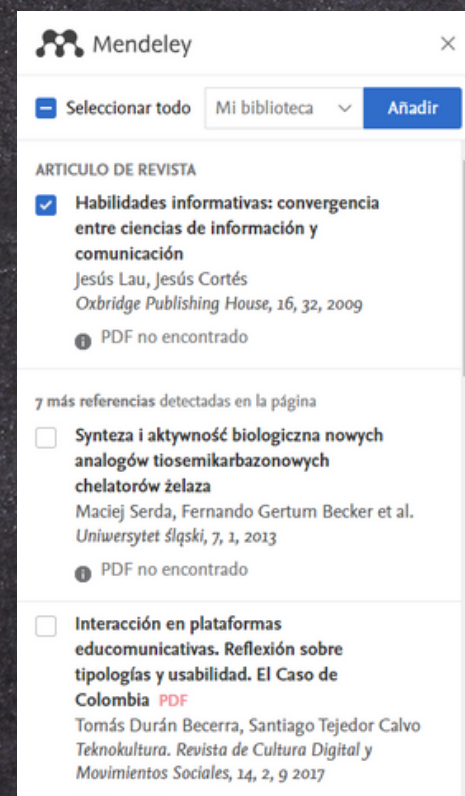 Mendeley
Seleccionar todo Mi biblioteca Añadir
ARTICULO DE REVISTA
Habilidades informativas: convergencia
entre ciencias de información y
comunicación
Jesús Lau, Jesús Cortés
Oxbridge Publishing House, 16, 32, 2009
PDF no encontrado
7 más referencias detectadas en la página
Synteza i aktywność biologiczna nowych
analogów tiosemikarbazonowych
chelatorów żelaza
Maciej Serda, Fernando Gertum Becker et al.
Uniwersytet śląski, 7, 1, 2013
PDF no encontrado
Interacción en plataformas
educomunicativas. Reflexión sobre
tipologías y usabilidad. El Caso de
Colombia PDF
Tomás Durán Becerra, Santiago Tejedor Calvo
Teknokultura. Revista de Cultura Digital y
Movimientos Sociales, 14, 2, 9 2017